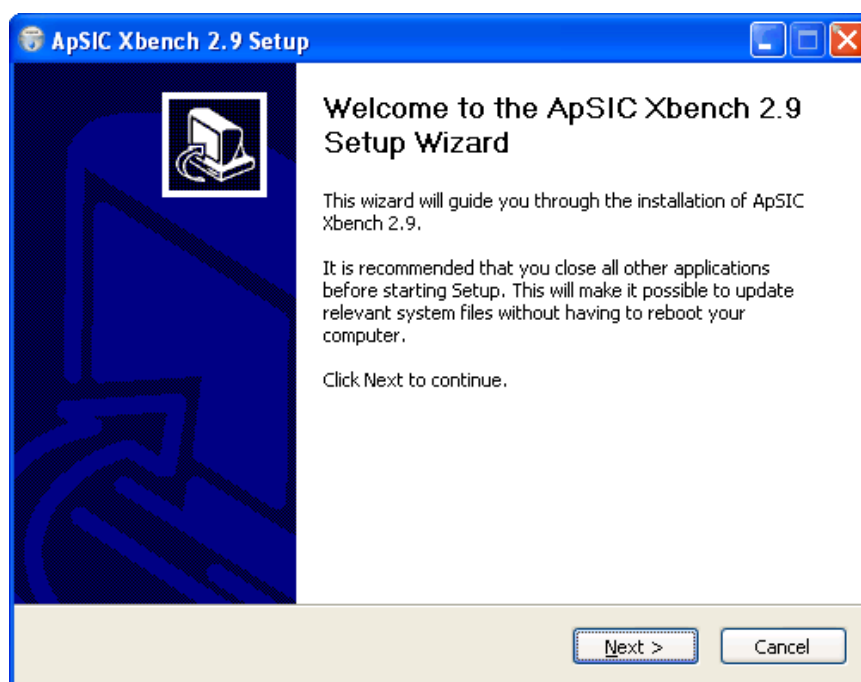 ApSIC Xbench 2.9 Setup
Welcome to the ApSIC Xbench 2.9
Setup Wizard
This wizard will guide you through the installation of ApSIC
Xbench 2.9.
It is recommended that you close all other applications
before starting Setup. This will make it possible to update
relevant system files without having to reboot your
computer.
Click Next to continue.
Next >
Cancel